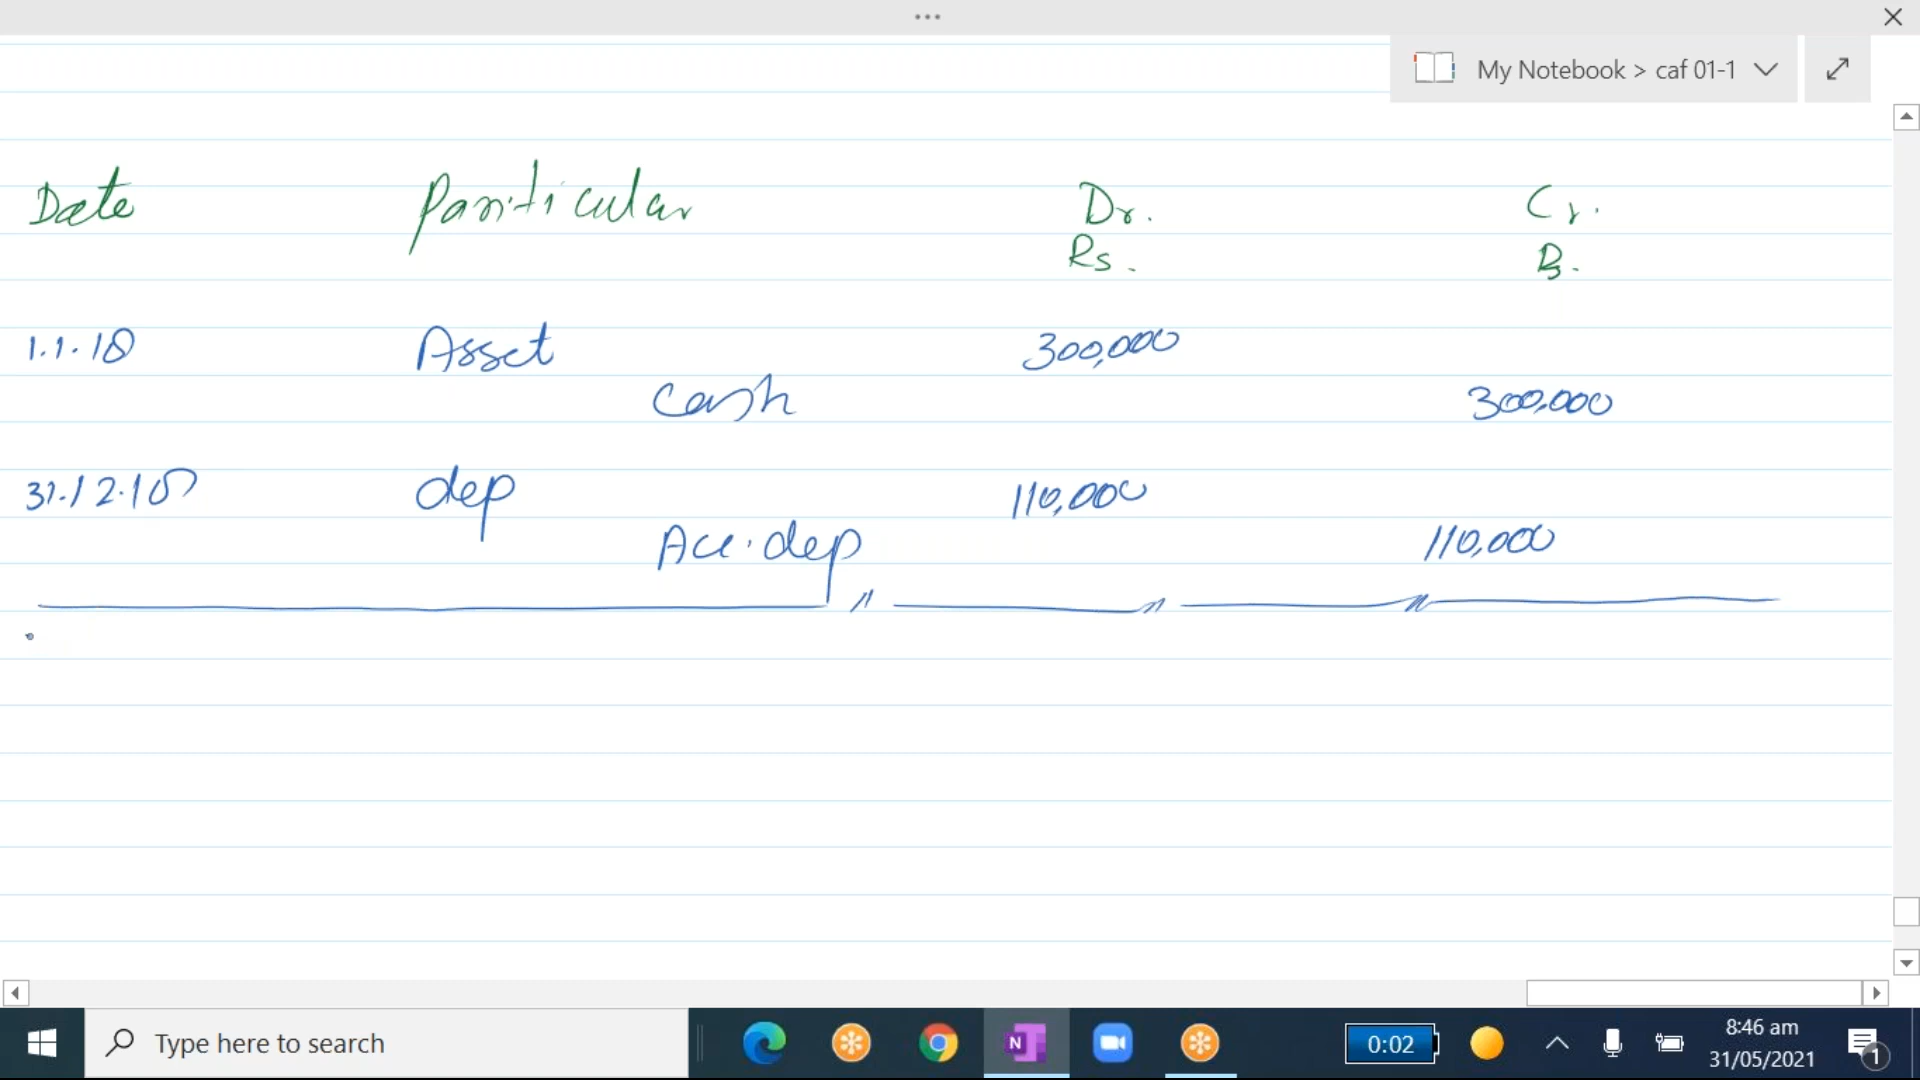 My Notebook > caf 01-1
Date Particular Dr. Cr.
Rs. Rs.
1.1.18 Asset 300,000
Cash 300,000
31.12.18 dep 110,000
Acc. dep 110,000
Type here to search
N
0:02
8:46 am
31/05/2021
1